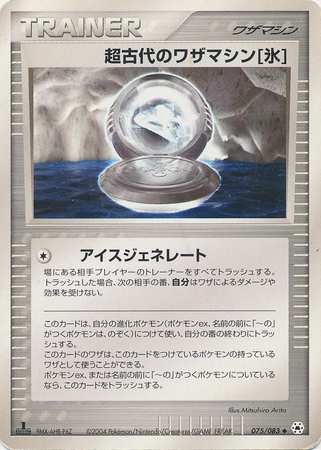 TRAINER
ワザマシン
超古代のワザマシン[氷]
アイスジェネレート
場にある相手プレイヤーのトレーナーをすべてトラッシュする。
トラッシュした場合、次の相手の番、自分はワザによるダメージや
効果を受けない。
このカードは、自分の進化ポケモン(ポケモンex、名前の前に「～の」
がつくポケモンは、のぞく)につけて使い、自分の番の終わりにトラッ
シュする。
このカードのワザは、このカードをつけているポケモンの持っている
ワザとして使うことができる。
(ポケモンex、名前の前に「～の」がつくポケモンについているなら、
このカードをトラッシュする。)
Illus.Mitsuhiro Arita
1
EDITION
9MX-AHB-P6Z
©2004 Pokémon/Nintendo/Creatures/GAME FREAK
075/083 ◆